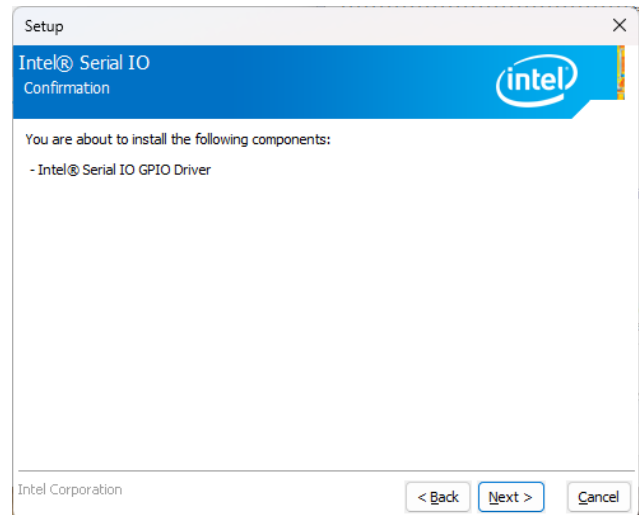 Setup
Intel® Serial IO
Confirmation
intel
You are about to install the following components:
- Intel® Serial IO GPIO Driver
Intel Corporation
< Back
Next >
Cancel